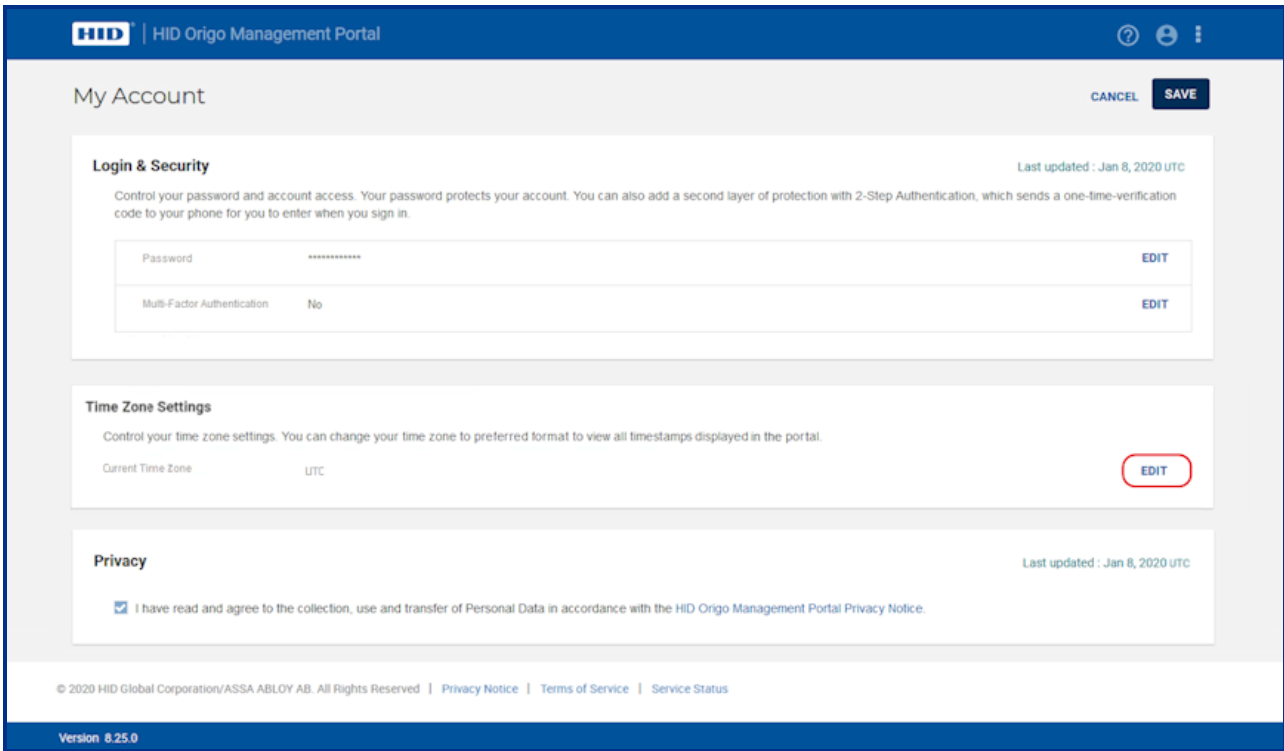 HID | HID Origo Management Portal
My Account
CANCEL SAVE
Login & Security Last updated : Jan 8, 2020 UTC
Control your password and account access. Your password protects your account. You can also add a second layer of protection with 2-Step Authentication, which sends a one-time-verification
code to your phone for you to enter when you sign in.
Password ************ EDIT
Multi-Factor Authentication No EDIT
Time Zone Settings
Control your time zone settings. You can change your time zone to preferred format to view all timestamps displayed in the portal.
Current Time Zone UTC EDIT
Privacy Last updated : Jan 8, 2020 UTC
I have read and agree to the collection, use and transfer of Personal Data in accordance with the HID Origo Management Portal Privacy Notice.
© 2020 HID Global Corporation/ASSA ABLOY AB. All Rights Reserved | Privacy Notice | Terms of Service | Service Status
Version 8.25.0